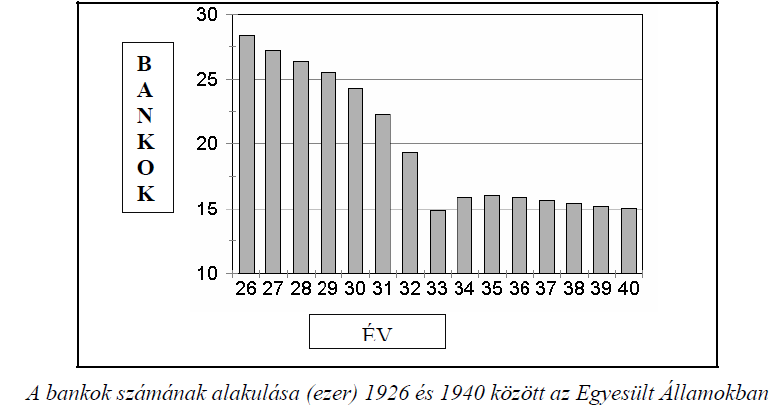 30
25
20
15
10
B
A
N
K
O
K
26 27 28 29 30 31 32 33 34 35 36 37 38 39 40
ÉV
A bankok számának alakulása (ezer) 1926 és 1940 között az Egyesült Államokban